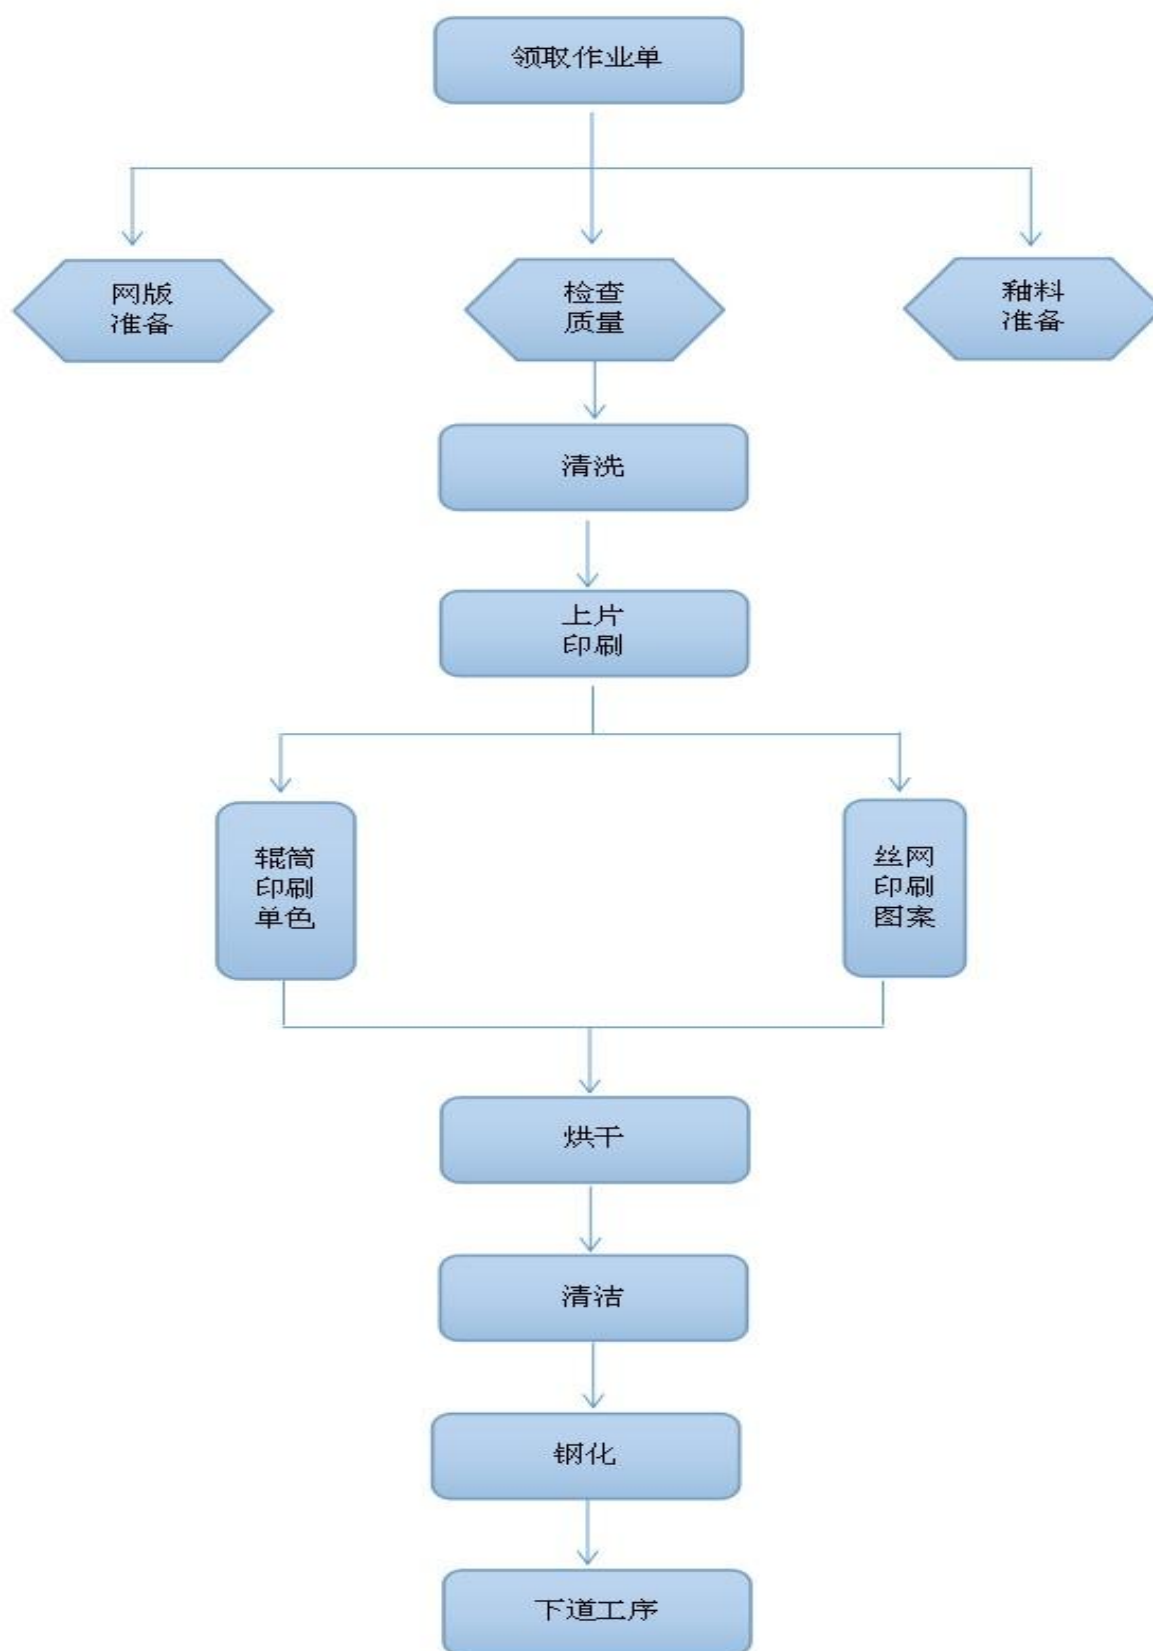 领取作业单
网版
准备
检查
质量
釉料
准备
清洗
上片
印刷
辊筒
印刷
单色
丝网
印刷
图案
烘干
清洁
钢化
下道工序